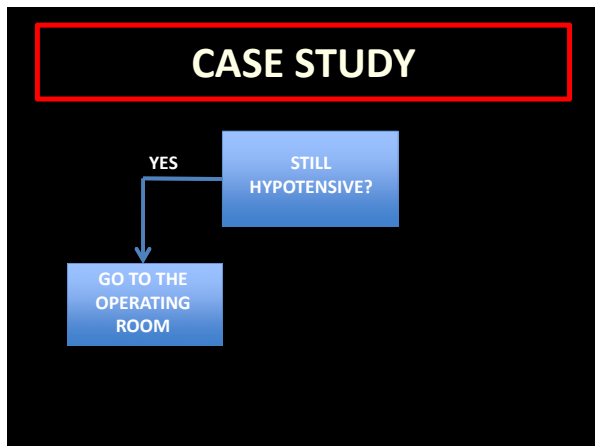 CASE STUDY
YES
STILL
HYPOTENSIVE?
GO TO THE
OPERATING
ROOM